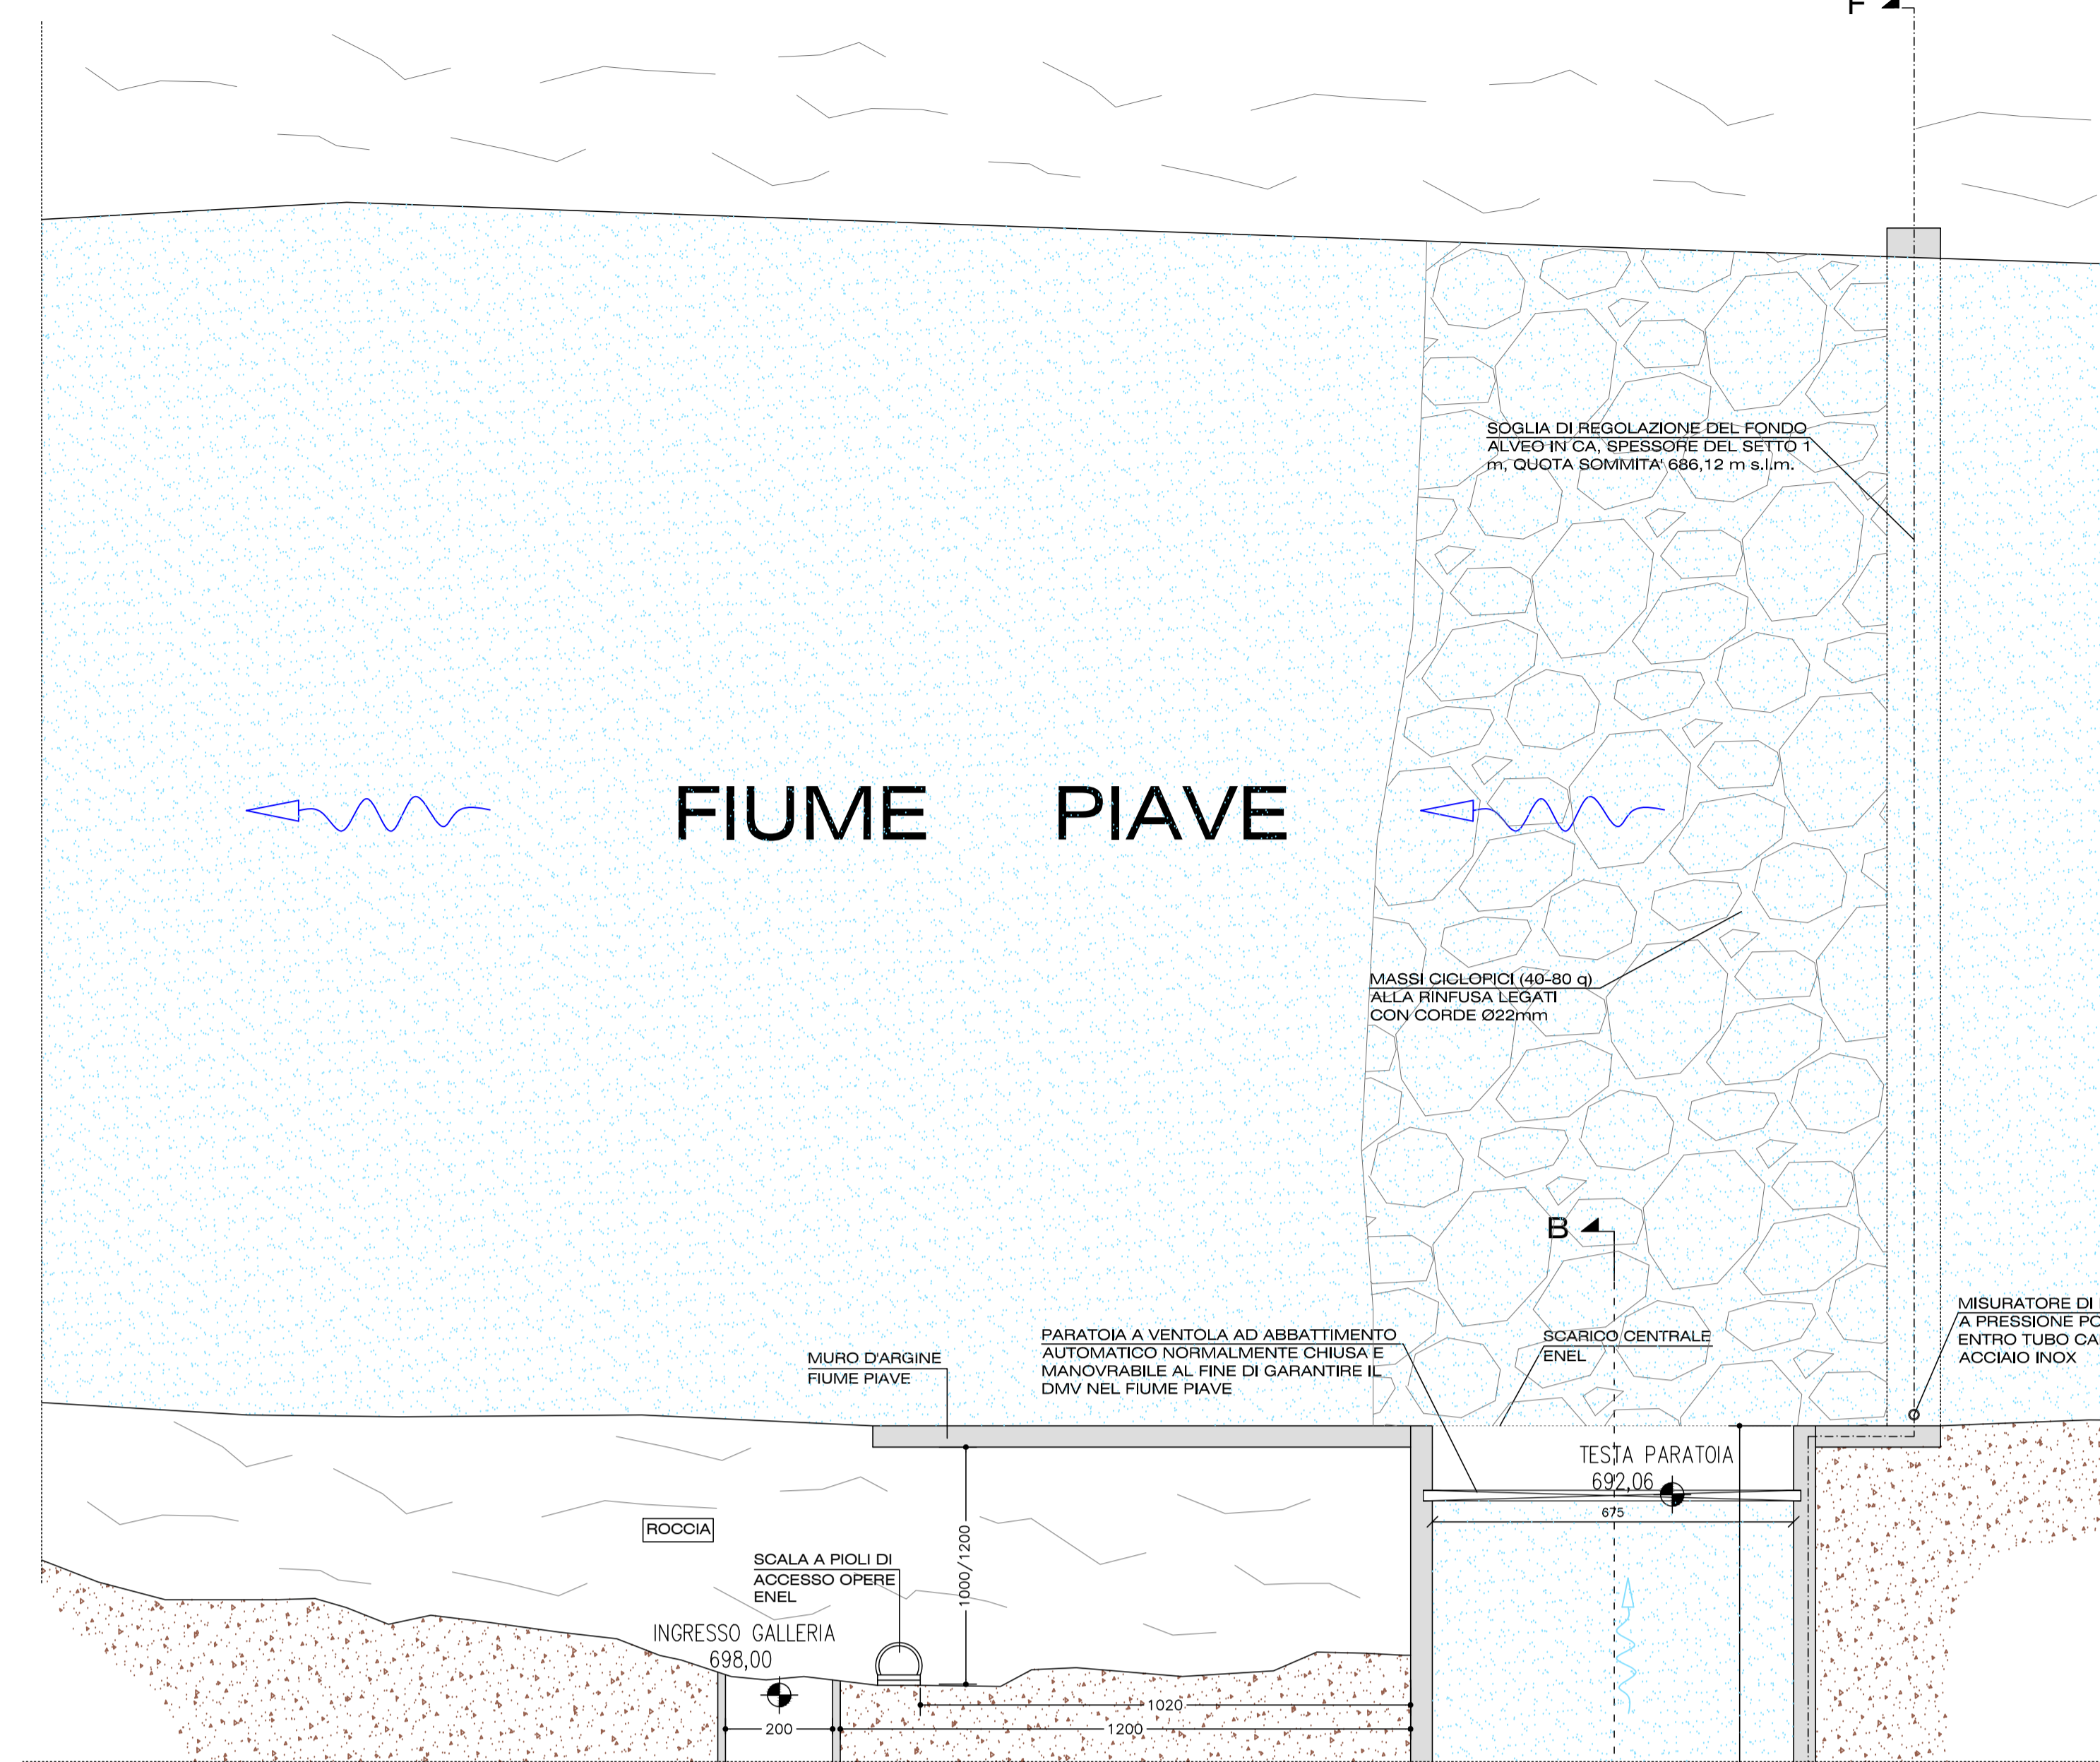 F
SOGLIA DI REGOLAZIONE DEL FONDO
ALVEO IN CA, SPESSORE DEL SETTO 1
m, QUOTA SOMMITA' 686,12 m s.l.m.
FIUME PIAVE
MASSI CICLOPICI (40-80 q)
ALLA RINFUSA LEGATI
CON CORDE Ø22mm
B
MISURATORE DI
A PRESSIONE
ENTRO TUBO
ACCIAIO INOX
PARATOIA A VENTOLA AD ABBATTIMENTO
AUTOMATICO NORMALMENTE CHIUSA E
MANOVRABILE AL FINE DI GARANTIRE IL
DMV NEL FIUME PIAVE
SCARICO CENTRALE
ENEL
MURO D'ARGINE
FIUME PIAVE
TESTA PARATOIA
692,06
675
ROCCIA
1000/1200
SCALA A PIOLI DI
ACCESSO OPERE
ENEL
INGRESSO GALLERIA
698,00
1020
200
1200